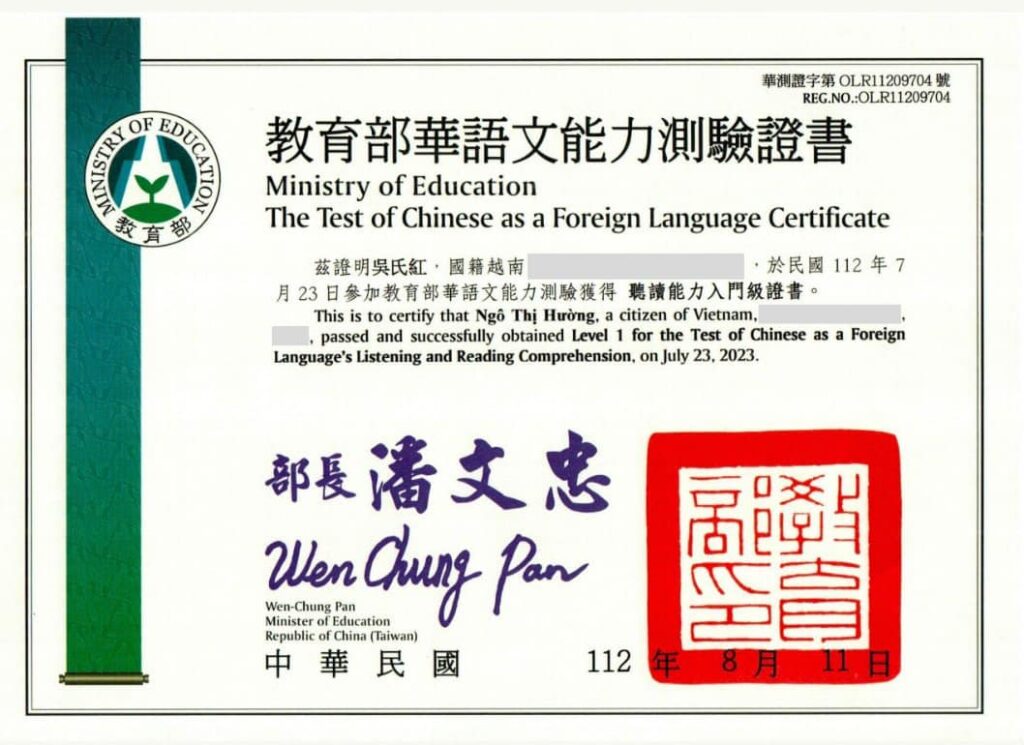 華測證字第 OLR11209704 號
REG.NO.:OLR11209704
MINISTRY OF EDUCATION
教育部
教育部華語文能力測驗證書
Ministry of Education
The Test of Chinese as a Foreign Language Certificate
茲證明吳氏紅，國籍越南 ，於民國 112 年 7
月 23 日參加教育部華語文能力測驗獲得 聽讀能力入門級證書。
This is to certify that Ngô Thị Hường, a citizen of Vietnam, ,
, passed and successfully obtained Level 1 for the Test of Chinese as a Foreign
Language's Listening and Reading Comprehension, on July 23, 2023.
部長 潘文忠
Wen Chung Pan
Wen-Chung Pan
Minister of Education
Republic of China (Taiwan)
教育部印
中華民國 112 年 8 月 11 日